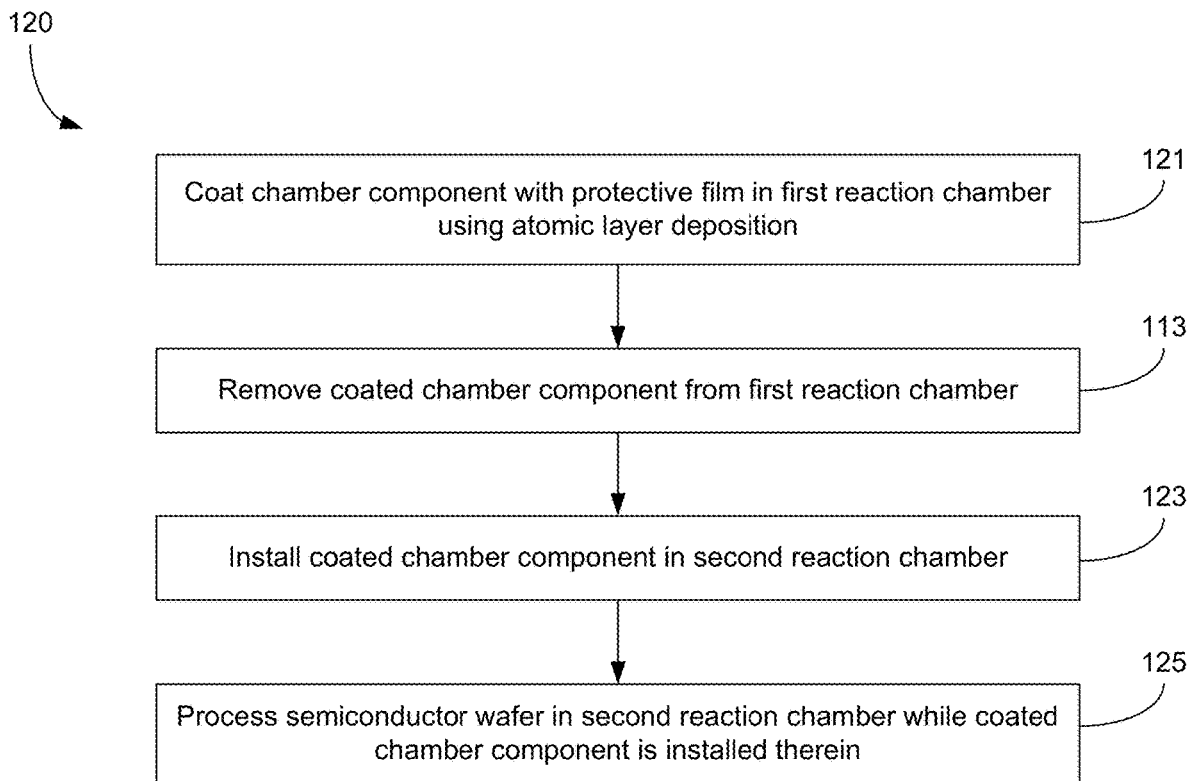 120
121
Coat chamber component with protective film in first reaction chamber
using atomic layer deposition
113
Remove coated chamber component from first reaction chamber
123
Install coated chamber component in second reaction chamber
125
Process semiconductor wafer in second reaction chamber while coated
chamber component is installed therein